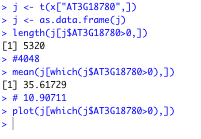 > j <- t(x["AT3G18780",])
> j <- as.data.frame(j)
> length(j[j$AT3G18780>0,])
[1] 5320
> #4048
> mean(j[which(j$AT3G18780>0),])
[1] 35.61729
> # 10.90711
> plot(j[which(j$AT3G18780>0),])
>